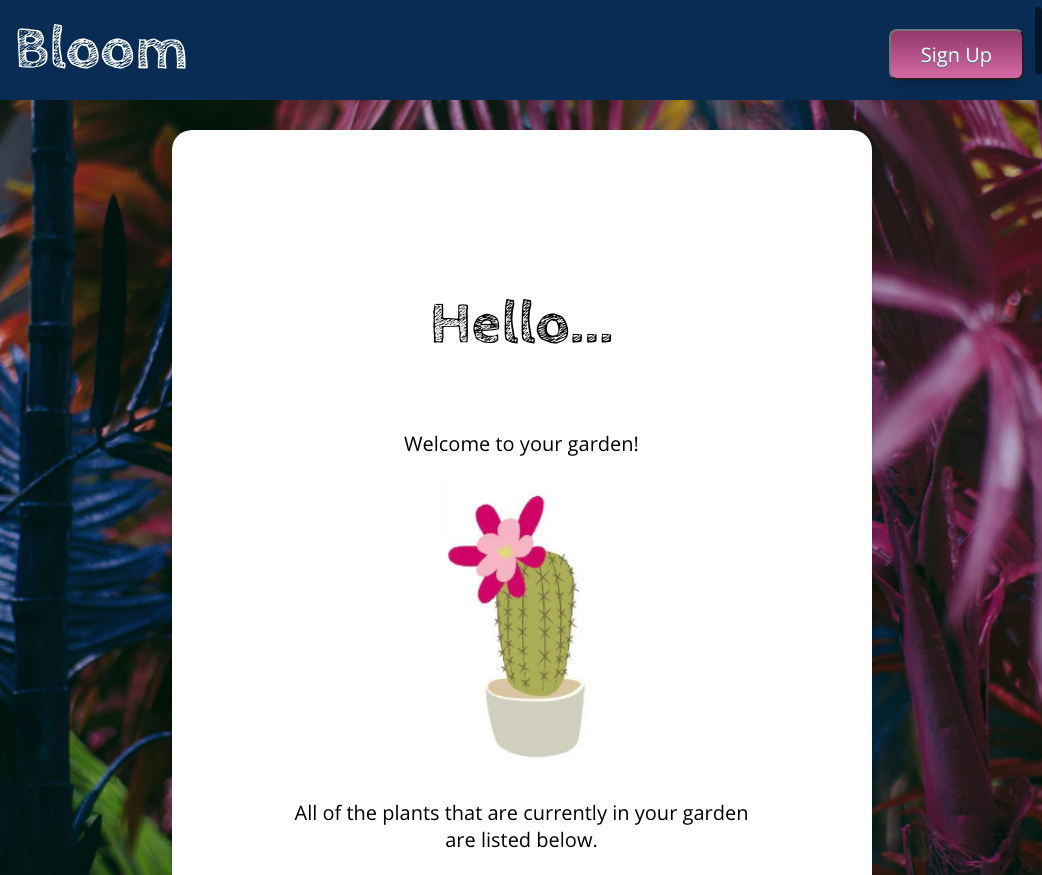 Bloom
Sign Up
Hello...
Welcome to your garden!
All of the plants that are currently in your garden
are listed below.